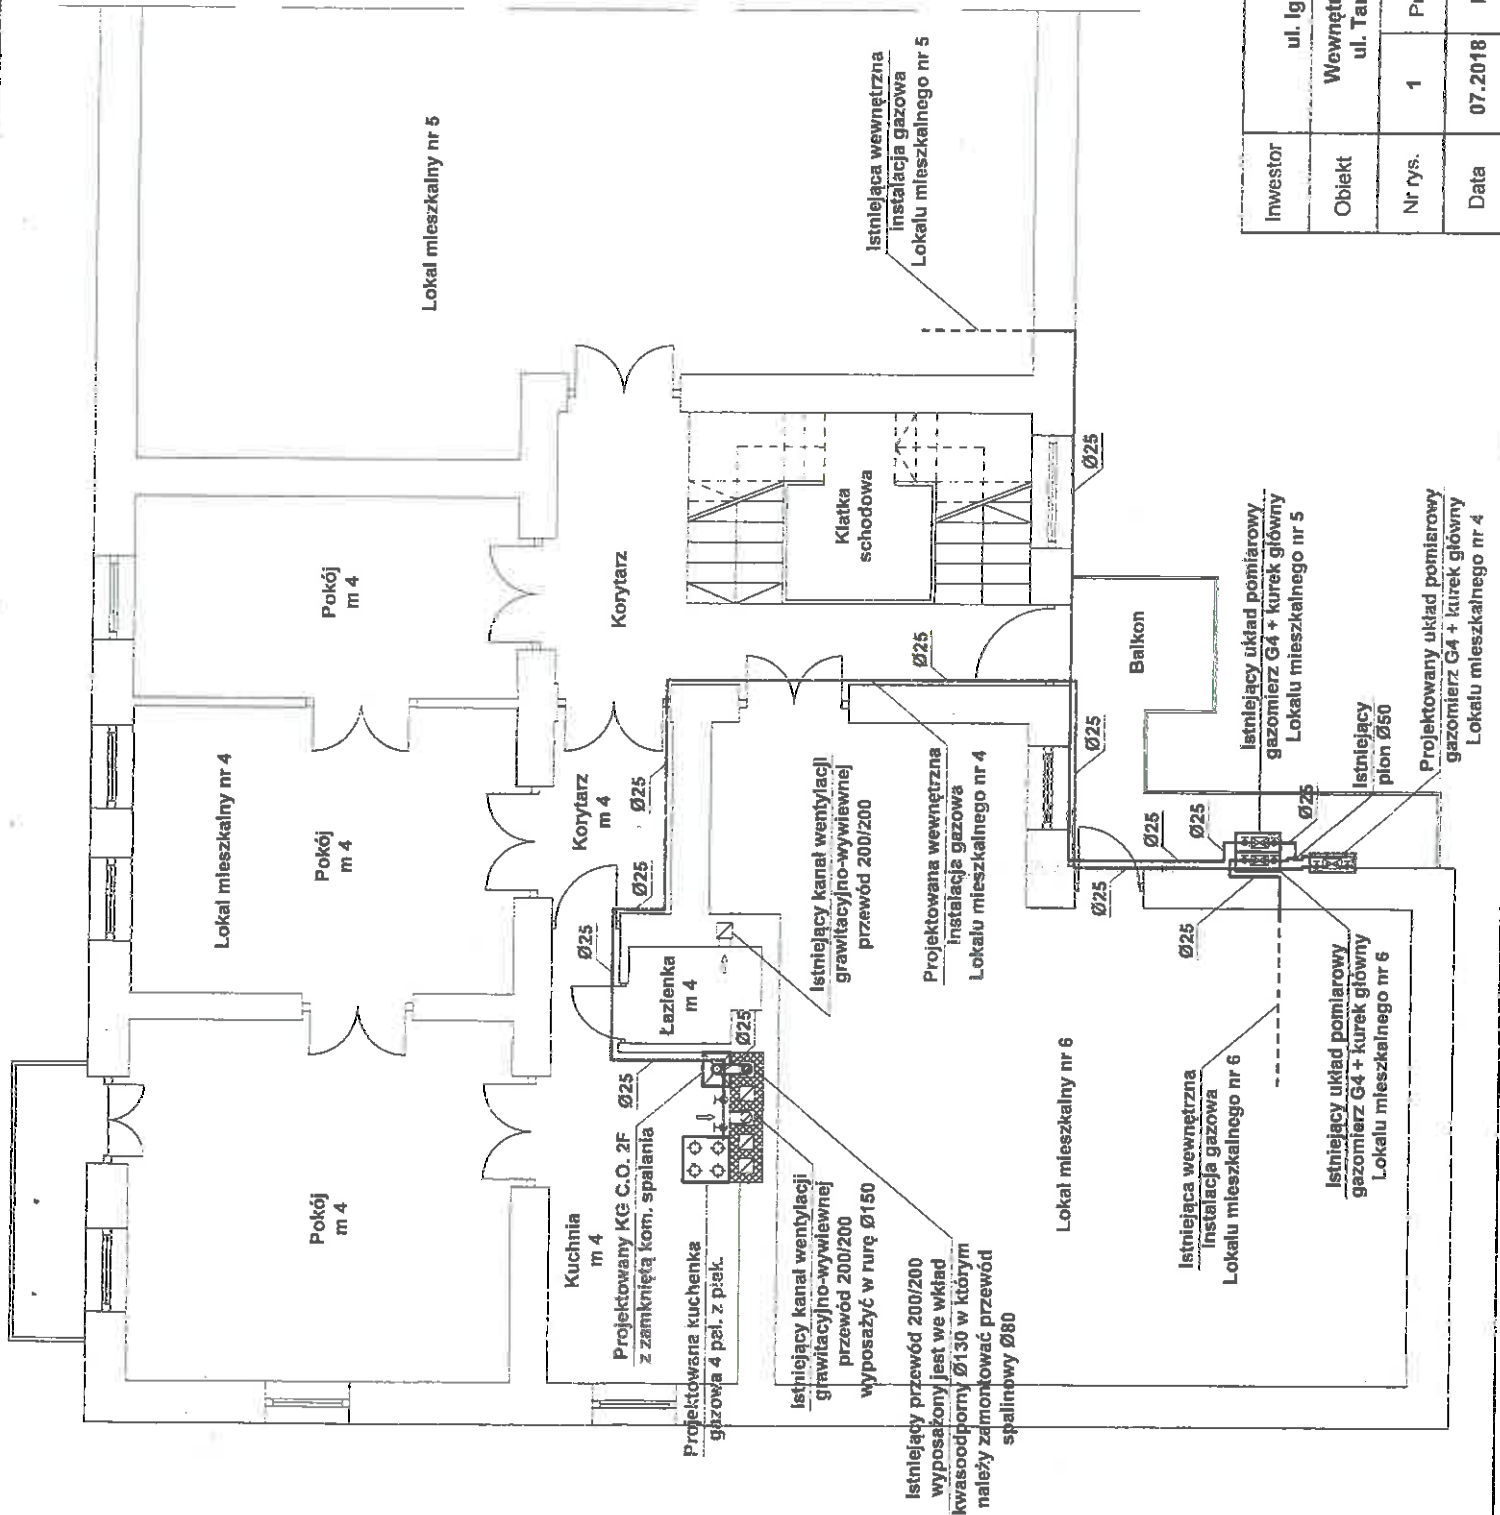 Lokal mieszkalny nr 5
Istniejąca wewnętrzna
instalacja gazowa
Lokalu mieszkalnego nr 5
Pokój
m 4
Korytarz
Klatka
schodowa
Ø25
Lokal mieszkalny nr 4
Pokój
m 4
Korytarz
m 4
Ø25
Ø25
Ø25
Ø25
Balkon
Istniejący układ pomiarowy
gazomierz G4 + kurek główny
Lokalu mieszkalnego nr 5
Istniejący
pion Ø50
Projektowany układ pomiarowy
gazomierz G4 + kurek główny
Lokalu mieszkalnego nr 4
Istniejący kanał wentylacji
grawitacyjno-wywiewnej
przewód 200/200
Projektowana wewnętrzna
instalacja gazowa
Lokalu mieszkalnego nr 4
Ø25
Ø25
Ø25
Ø25
Ø25
Ø25
Łazienka
m 4
Ø25
Ø25
Pokój
m 4
Kuchnia
m 4
Projektowany KG C.O. 2F
z zamkniętą kom. spalania
Projektowana kuchenka
gazowa 4 pal. z piek.
Istniejący kanał wentylacji
grawitacyjno-wywiewnej
przewód 200/200
wyposażyć w rurę Ø150
Istniejący przewód 200/200
wyposażony jest we wkład
kwasoodporny Ø130 w którym
należy zamontować przewód
spalinowy Ø80
Lokal mieszkalny nr 6
Istniejąca wewnętrzna
instalacja gazowa
Lokalu mieszkalnego nr 6
Istniejący układ pomiarowy
gazomierz G4 + kurek główny
Lokalu mieszkalnego nr 6
Inwestor
ul. Ig
Obiekt
Wewnętr
ul. Tar
Nr rys.
1
Data
07.2018